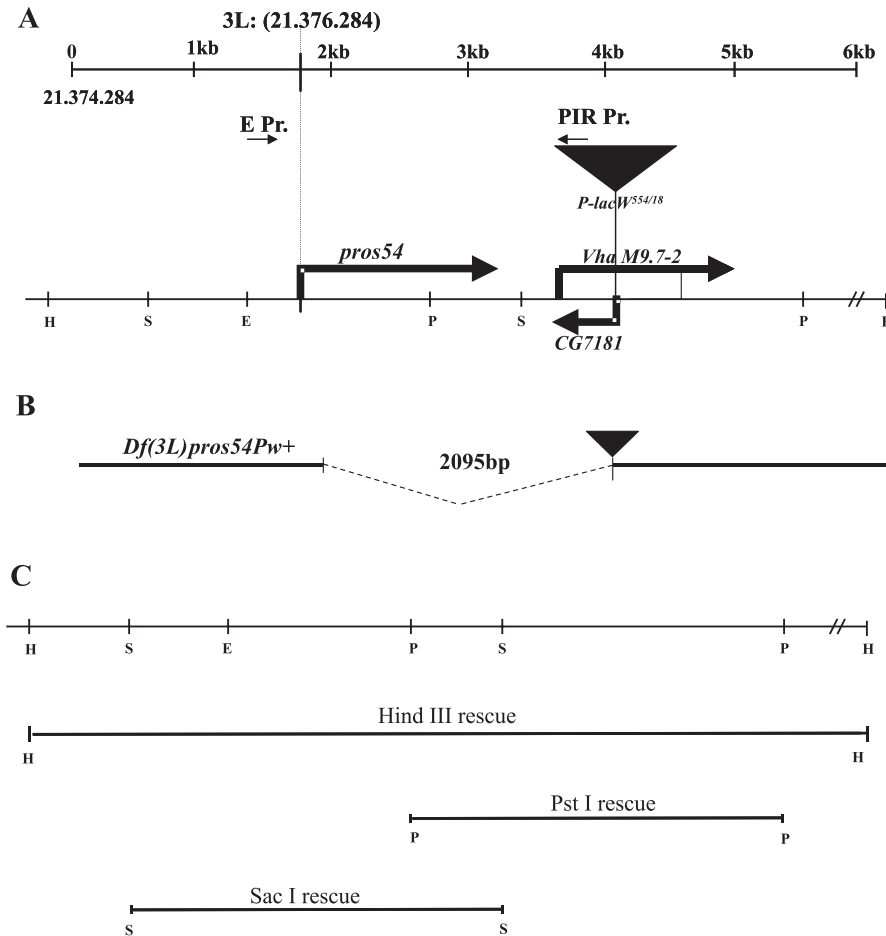 A
3L: (21.376.284)
0 1kb 2kb 3kb 4kb 5kb 6kb
21.374.284
E Pr. PIR Pr.
P-lacW554/18
pros54 Vha M9.7-2
H S E P S P
CG7181
B
Df(3L)pros54Pw+ 2095bp
C
H S E P S P H
Hind III rescue
H H
Pst I rescue
P P
Sac I rescue
S S